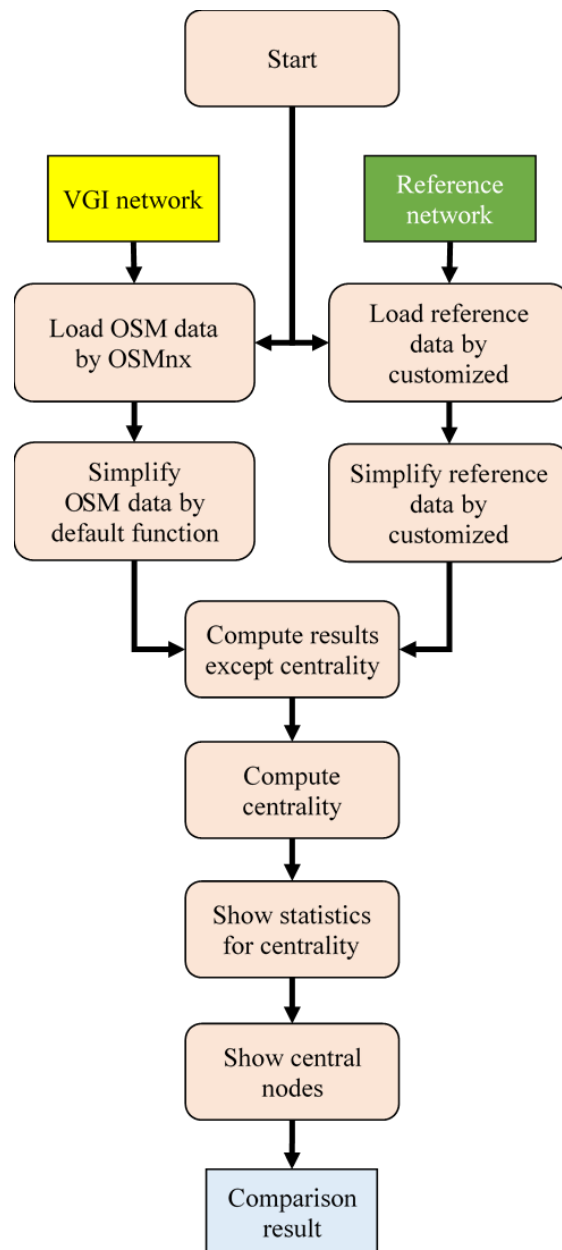 Start
VGI network
Reference
network
Load OSM data
by OSMnx
Load reference
data by
customized
Simplify
OSM data by
default function
Simplify reference
data by
customized
Compute results
except centrality
Compute
centrality
Show statistics
for centrality
Show central
nodes
Comparison
result